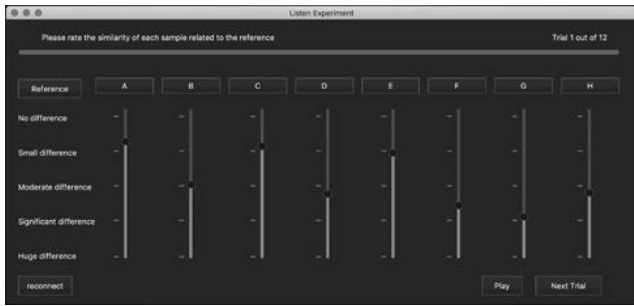 Listen Experiment
Please rate the similarity of each sample related to the reference
Trial 1 out of 12
Reference A B C D E F G H
No difference
Small difference
Moderate difference
Significant difference
Huge difference
reconnect Play Next Trial